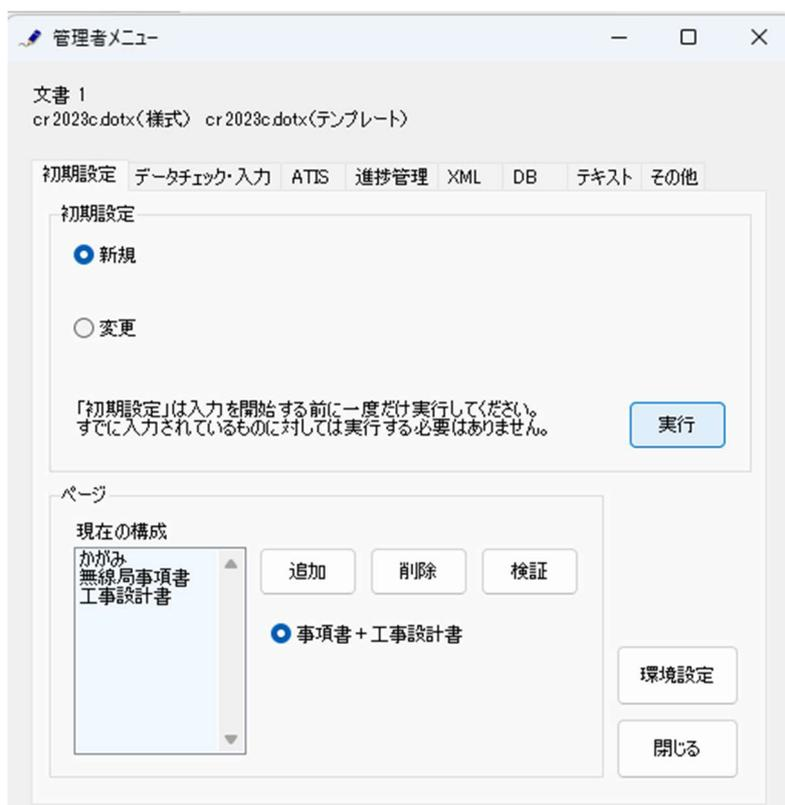 管理者メニュー
文書 1
cr2023c.dotx(様式) cr2023c.dotx(テンプレート)
初期設定 データチェック・入力 ATIS 進捗管理 XML DB テキスト その他
初期設定
新規
変更
「初期設定」は入力を開始する前に一度だけ実行してください。
すでに入力されているものに対しては実行する必要はありません。
実行
ページ
現在の構成
かがみ
無線局事項書
工事設計書
追加 削除 検証
事項書+工事設計書
環境設定
閉じる